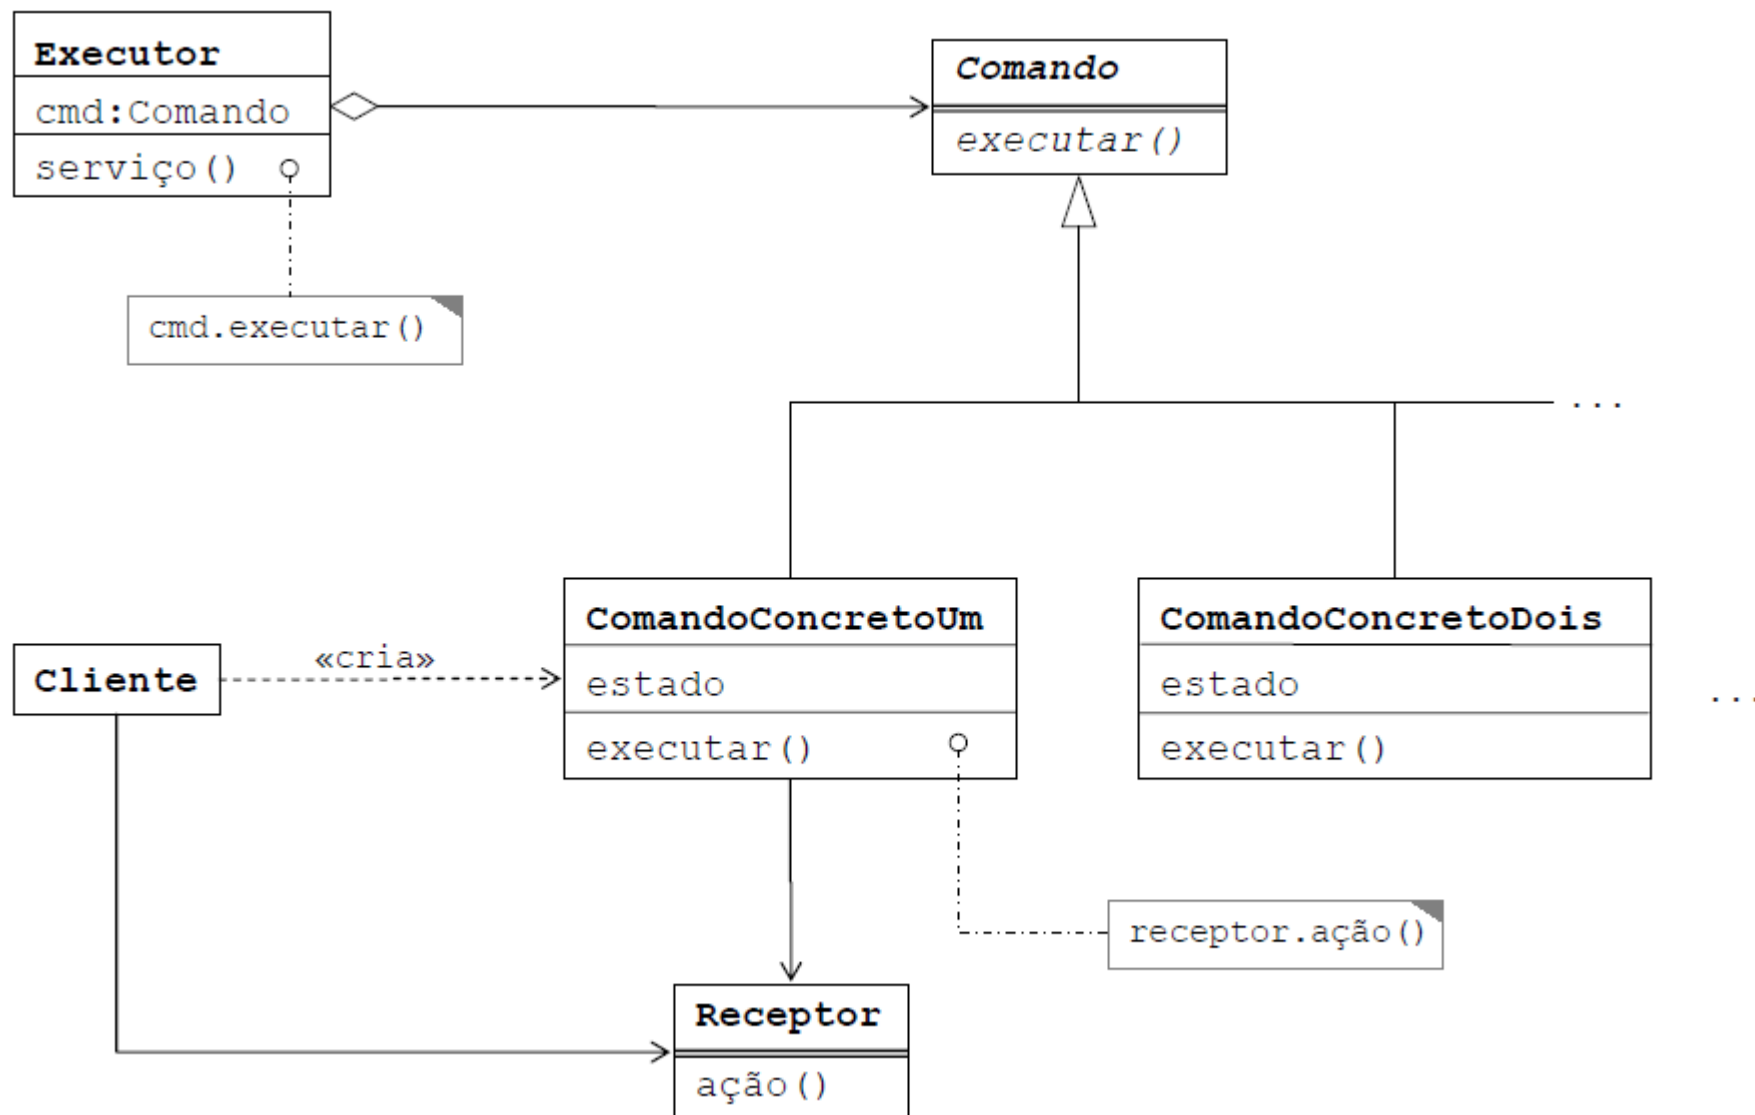 Executor
cmd:Comando
serviço()
cmd.executar()
Comando
executar()
...
ComandoConcretoUm
estado
executar()
ComandoConcretoDois
estado
executar()
...
Cliente
«cria»
receptor.ação()
Receptor
ação()